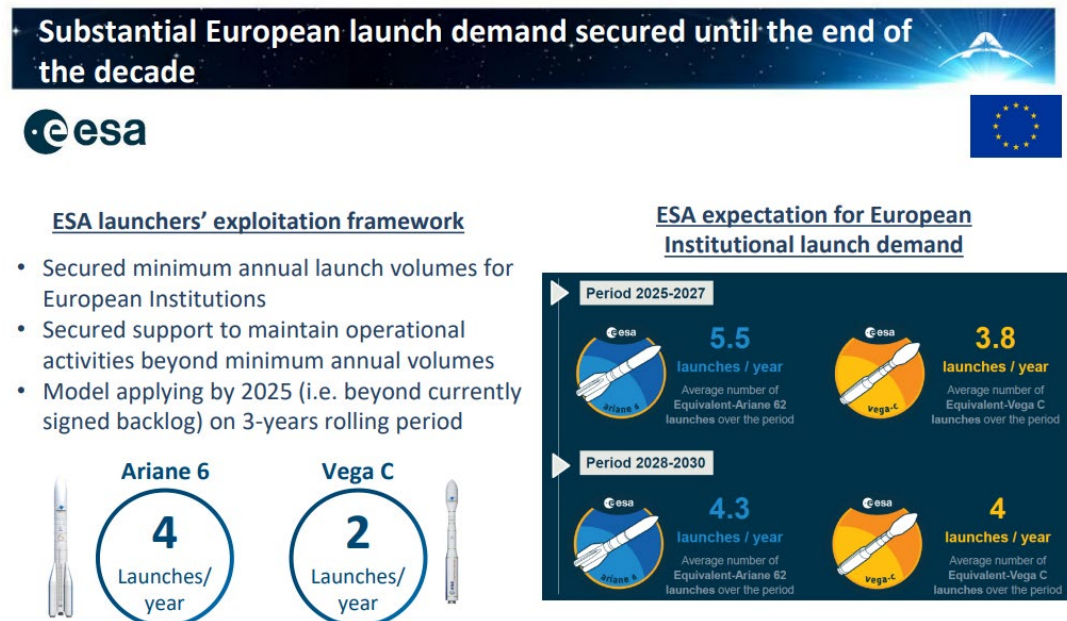 Substantial European launch demand secured until the end of
the decade
esa
ESA launchers' exploitation framework
• Secured minimum annual launch volumes for
European Institutions
• Secured support to maintain operational
activities beyond minimum annual volumes
• Model applying by 2025 (i.e. beyond currently
signed backlog) on 3-years rolling period
Ariane 6
4
Launches/
year
Vega C
2
Launches/
year
ESA expectation for European
Institutional launch demand
Period 2025-2027
esa
ariane 6
5.5
launches / year
Average number of
Equivalent-Ariane 62
launches over the period
esa
vega-c
3.8
launches / year
Average number of
Equivalent-Vega C
launches over the period
Period 2028-2030
esa
ariane 6
4.3
launches / year
Average number of
Equivalent-Ariane 62
launches over the period
esa
vega-c
4
launches / year
Average number of
Equivalent-Vega C
launches over the period